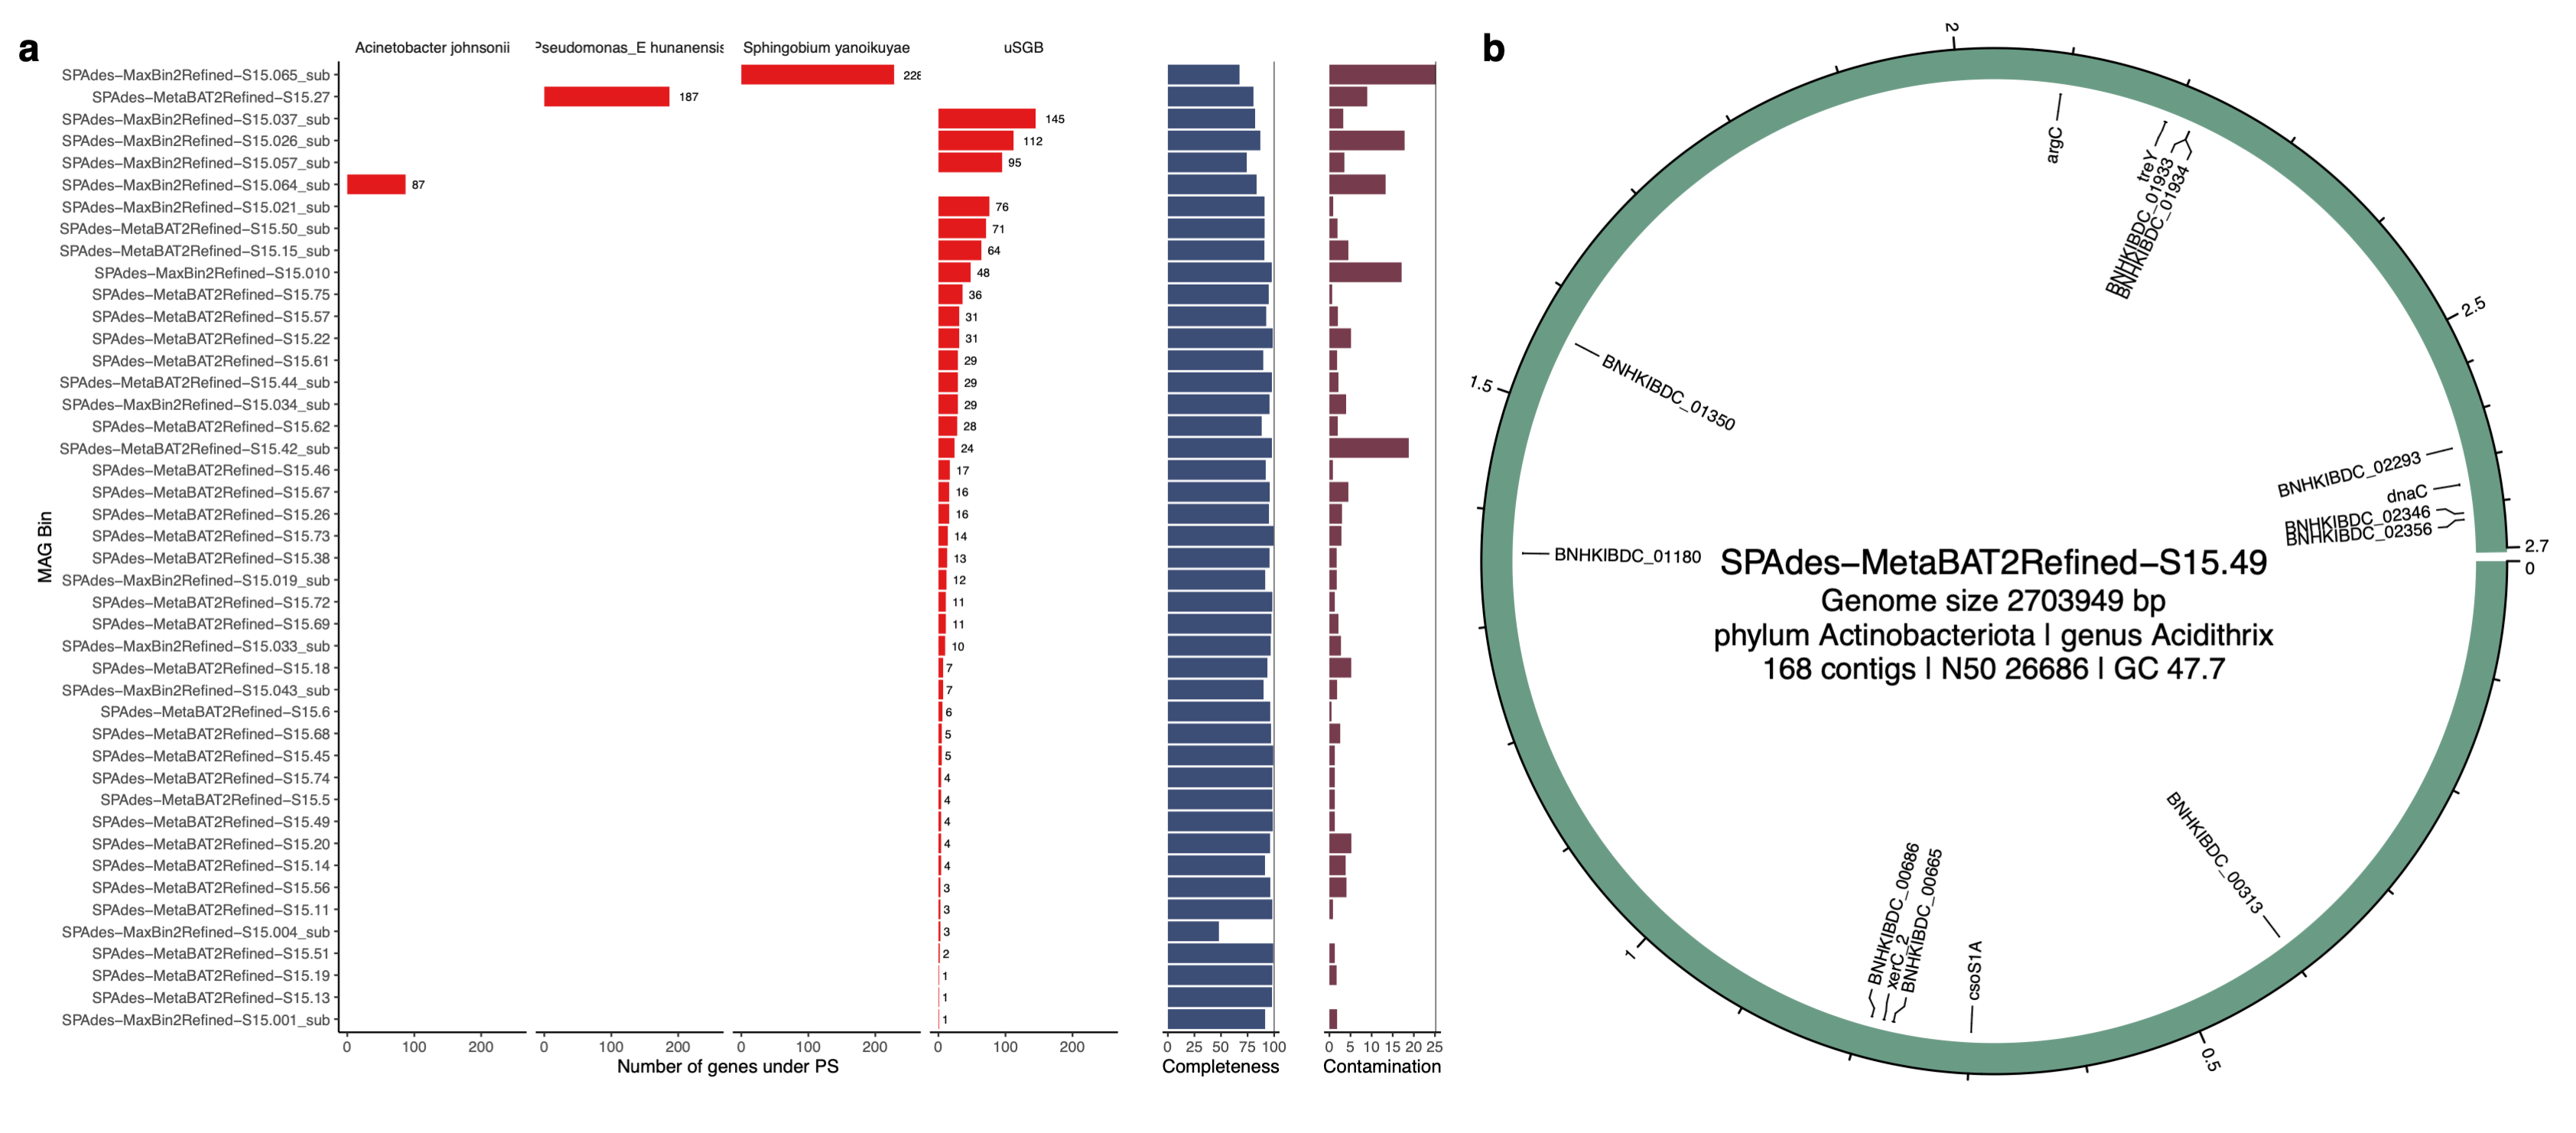 a
Acinetobacter johnsonii
Pseudomonas_E hunanensis
Sphingobium yanoikuyae
uSGB
MAG Bin
SPAdes−MaxBin2Refined−S15.065_sub 228
SPAdes−MetaBAT2Refined−S15.27 187
SPAdes−MaxBin2Refined−S15.037_sub 145
SPAdes−MaxBin2Refined−S15.026_sub 112
SPAdes−MaxBin2Refined−S15.057_sub 95
SPAdes−MaxBin2Refined−S15.064_sub 87
SPAdes−MaxBin2Refined−S15.021_sub 76
SPAdes−MetaBAT2Refined−S15.50_sub 71
SPAdes−MetaBAT2Refined−S15.15_sub 64
SPAdes−MaxBin2Refined−S15.010 48
SPAdes−MetaBAT2Refined−S15.75 36
SPAdes−MetaBAT2Refined−S15.57 31
SPAdes−MetaBAT2Refined−S15.22 31
SPAdes−MetaBAT2Refined−S15.61 29
SPAdes−MetaBAT2Refined−S15.44_sub 29
SPAdes−MaxBin2Refined−S15.034_sub 29
SPAdes−MetaBAT2Refined−S15.62 28
SPAdes−MetaBAT2Refined−S15.42_sub 24
SPAdes−MetaBAT2Refined−S15.46 17
SPAdes−MetaBAT2Refined−S15.67 16
SPAdes−MetaBAT2Refined−S15.26 16
SPAdes−MetaBAT2Refined−S15.73 14
SPAdes−MetaBAT2Refined−S15.38 13
SPAdes−MaxBin2Refined−S15.019_sub 12
SPAdes−MetaBAT2Refined−S15.72 11
SPAdes−MetaBAT2Refined−S15.69 11
SPAdes−MaxBin2Refined−S15.033_sub 10
SPAdes−MetaBAT2Refined−S15.18 7
SPAdes−MaxBin2Refined−S15.043_sub 7
SPAdes−MetaBAT2Refined−S15.6 6
SPAdes−MetaBAT2Refined−S15.68 5
SPAdes−MetaBAT2Refined−S15.45 5
SPAdes−MetaBAT2Refined−S15.74 4
SPAdes−MetaBAT2Refined−S15.5 4
SPAdes−MetaBAT2Refined−S15.49 4
SPAdes−MetaBAT2Refined−S15.20 4
SPAdes−MetaBAT2Refined−S15.14 4
SPAdes−MetaBAT2Refined−S15.56 3
SPAdes−MetaBAT2Refined−S15.11 3
SPAdes−MaxBin2Refined−S15.004_sub 3
SPAdes−MetaBAT2Refined−S15.51 2
SPAdes−MetaBAT2Refined−S15.19 1
SPAdes−MetaBAT2Refined−S15.13 1
SPAdes−MaxBin2Refined−S15.001_sub 1
0 100 200 0 100 200 0 100 200 0 100 200
0 25 50 75 100
0 5 10 15 20 25
Number of genes under PS
Completeness
Contamination
b
2
argC
treY
BNHKIBDC_01933
BNHKIBDC_01934
2.5
BNHKIBDC_01350
1.5
BNHKIBDC_02293
dnaC
BNHKIBDC_02346
BNHKIBDC_02356
2.7
0
BNHKIBDC_01180
SPAdes−MetaBAT2Refined−S15.49
Genome size 2703949 bp
phylum Actinobacteriota | genus Acidithrix
168 contigs | N50 26686 | GC 47.7
BNHKIBDC_00313
BNHKIBDC_00686
xerC_2
BNHKIBDC_00665
csoS1A
1
0.5